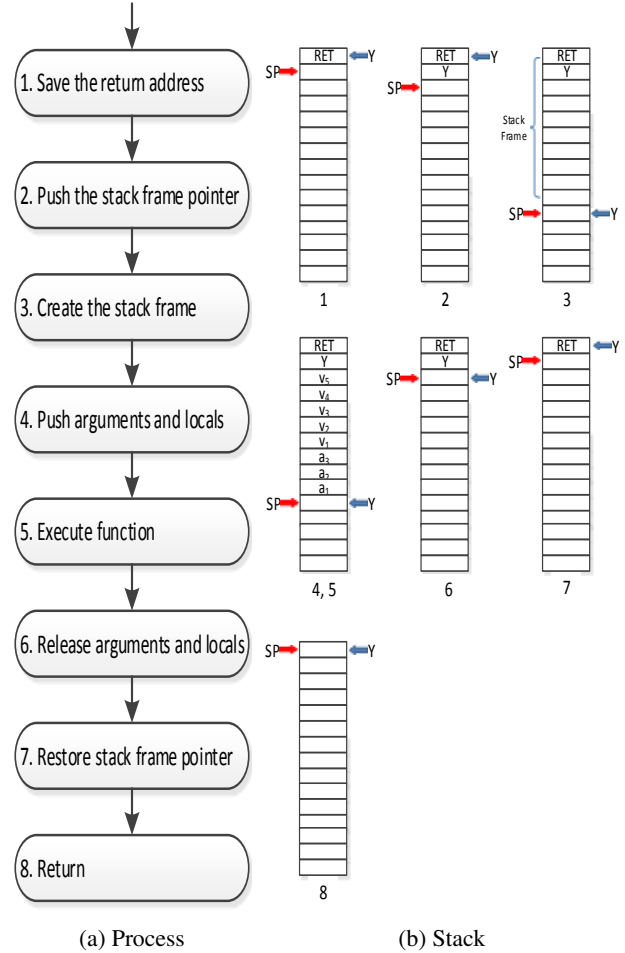 1. Save the return address
2. Push the stack frame pointer
3. Create the stack frame
4. Push arguments and locals
5. Execute function
6. Release arguments and locals
7. Restore stack frame pointer
8. Return
(a) Process
RET
Y
SP
1
RET
Y
Y
SP
2
RET
Y
Stack
Frame
SP
Y
3
RET
Y
v₅
v₄
v₃
v₂
v₁
a₃
a₂
a₁
SP
Y
4, 5
RET
Y
SP
Y
6
RET
Y
SP
7
SP
Y
8
(b) Stack